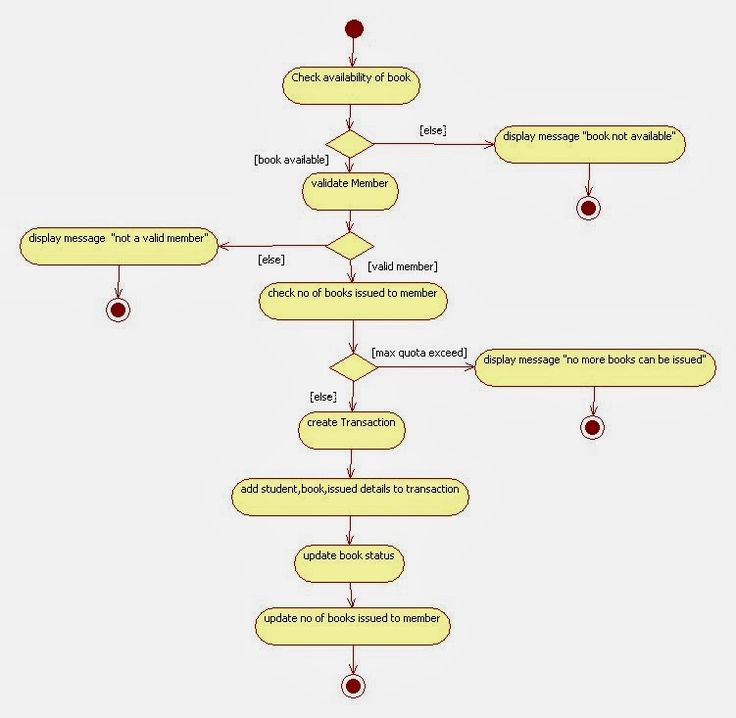 Check availability of book
[else]
display message "book not available"
[book available]
validate Member
display message  "not a valid member"
[else]
[valid member]
check no of books issued to member
[max quota exceed]
display message "no more books can be issued"
[else]
create Transaction
add student,book,issued details to transaction
update book status
update no of books issued to member